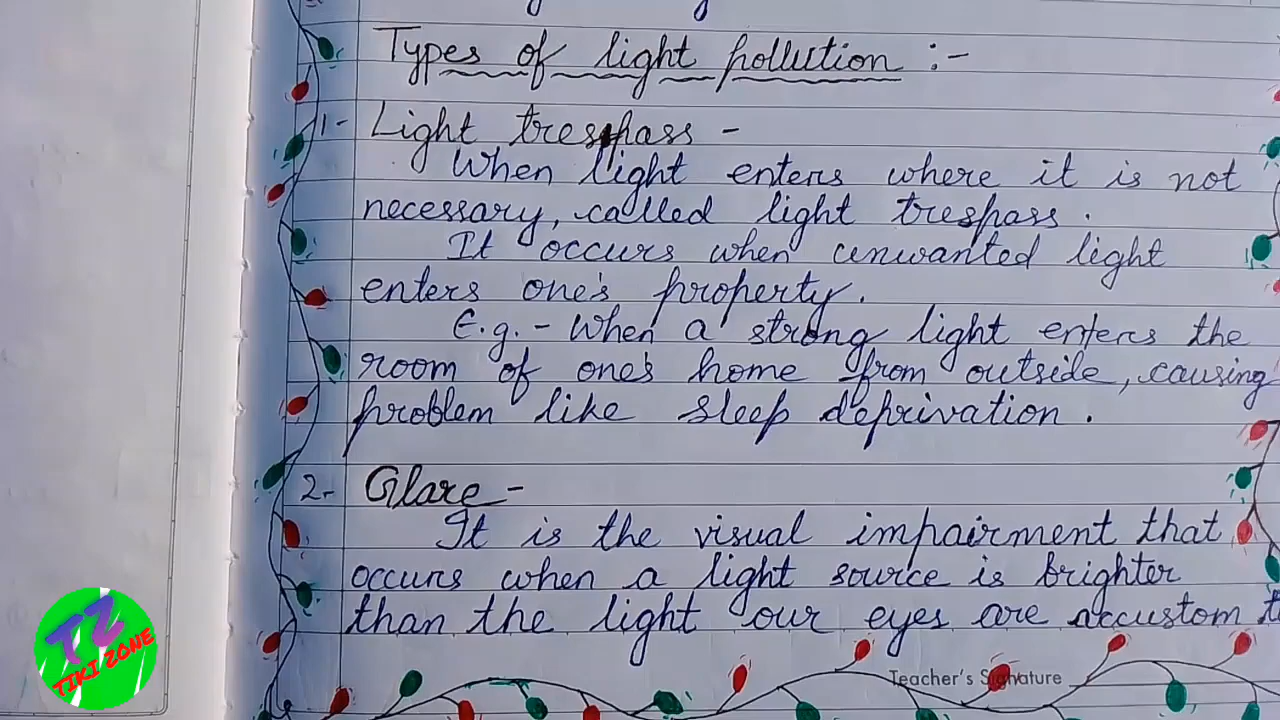 Types of light pollution :-
1- Light trespass -
When light enters where it is not
necessary, called light trespass.
It occurs when unwanted light
enters one's property.
E.g. - When a strong light enters the
room of one's home from outside, causing
problem like sleep deprivation.
2- Glare -
It is the visual impairment that
occurs when a light source is brighter
than the light our eyes are accustom
Teacher's Signature
TZ
TIKI ZONE